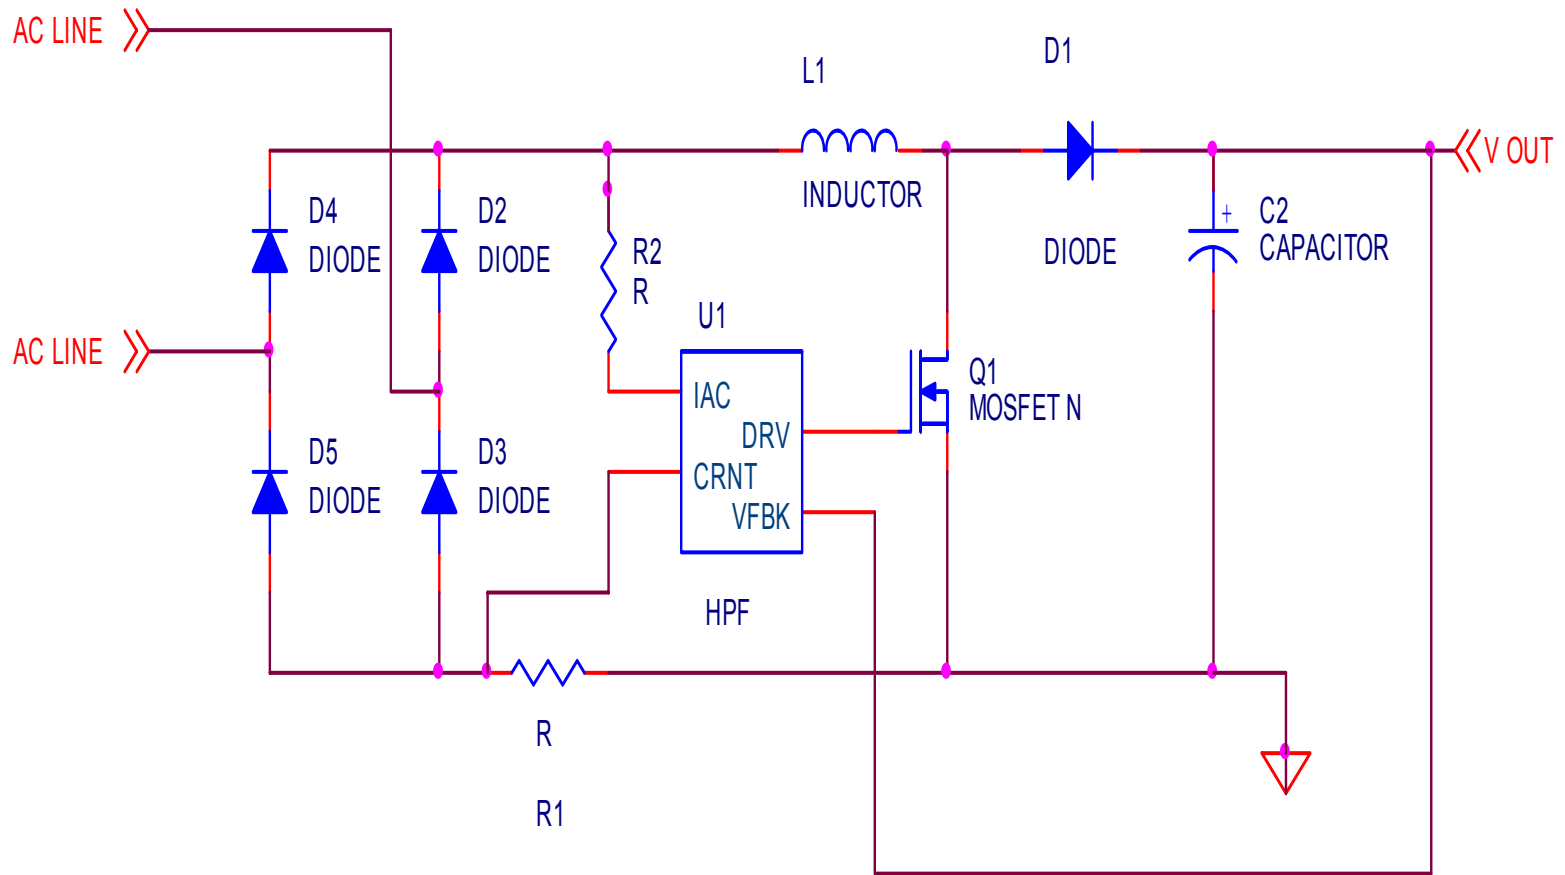 AC LINE
D1
L1
V OUT
INDUCTOR
D4
DIODE
D2
DIODE
C2
CAPACITOR
R2
R
DIODE
U1
AC LINE
Q1
MOSFET N
IAC
DRV
CRNT
VFBK
D5
DIODE
D3
DIODE
HPF
R
R1
+